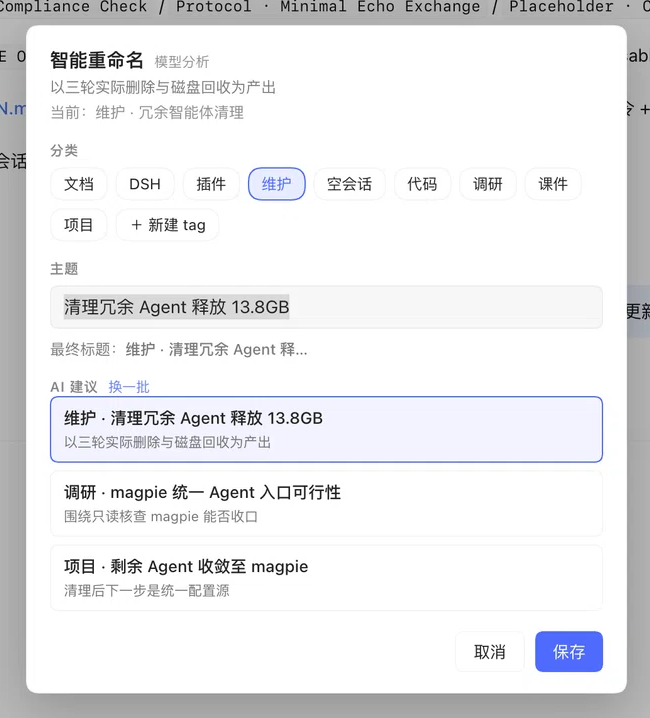 Compliance Check / Protocol · Minimal Echo Exchange / Placeholder ·
智能重命名 模型分析
以三轮实际删除与磁盘回收为产出
当前：维护 · 冗余智能体清理
分类
文档 DSH 插件 维护 空会话 代码 调研 课件
项目 + 新建 tag
主题
清理冗余 Agent 释放 13.8GB
更新
最终标题：维护 · 清理冗余 Agent 释...
AI 建议 换一批
维护 · 清理冗余 Agent 释放 13.8GB
以三轮实际删除与磁盘回收为产出
调研 · magpie 统一 Agent 入口可行性
围绕只读核查 magpie 能否收口
项目 · 剩余 Agent 收敛至 magpie
清理后下一步是统一配置源
取消 保存